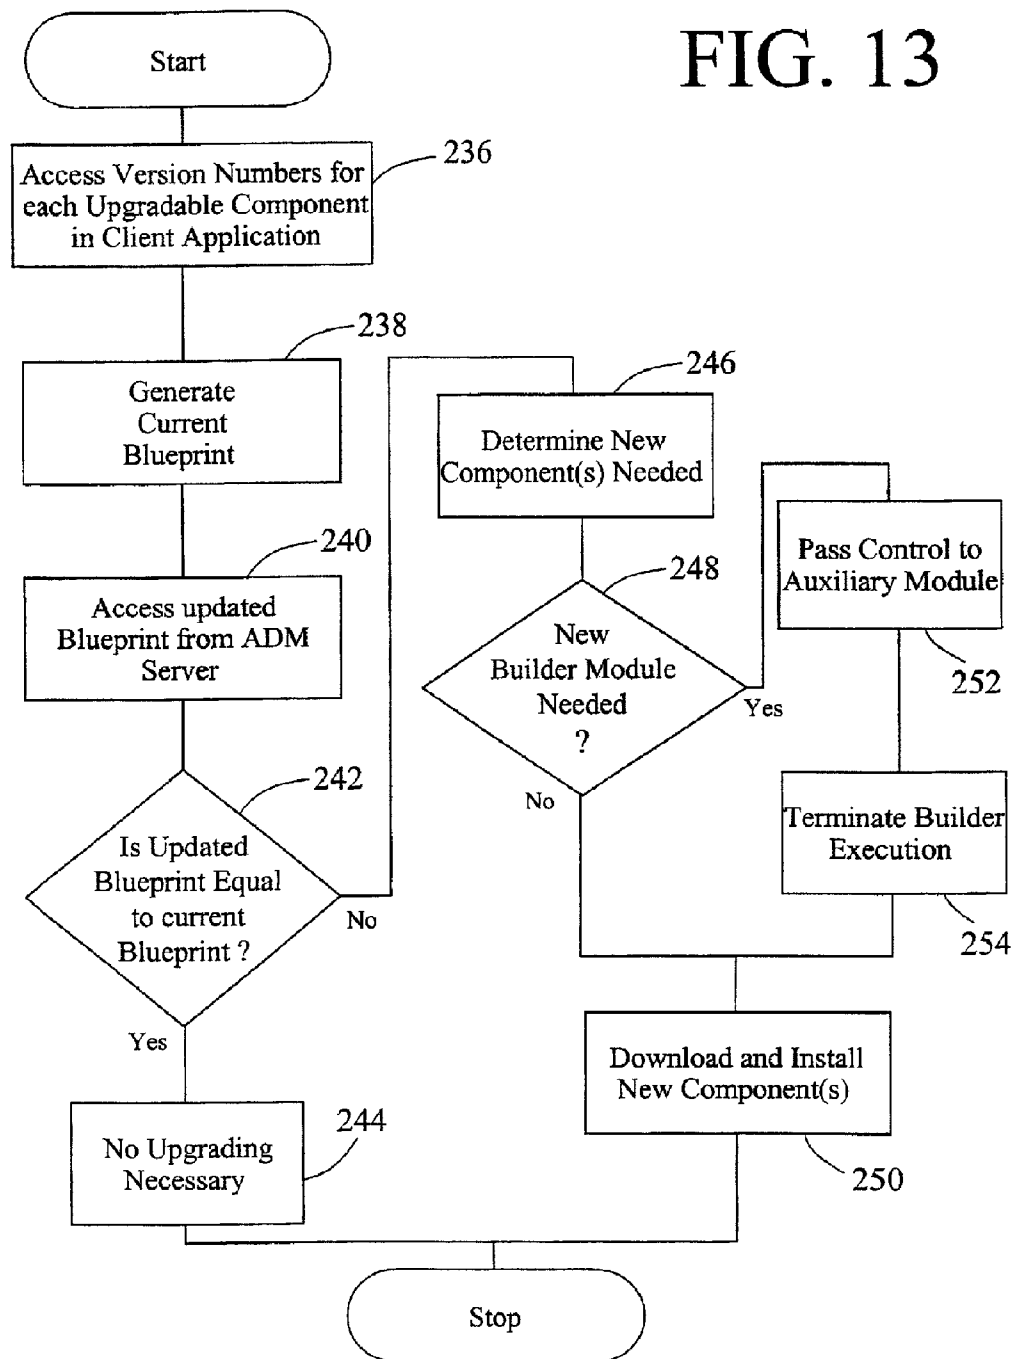 FIG. 13
Start
236
Access Version Numbers for
each Upgradable Component
in Client Application
238
Generate
Current
Blueprint
240
Access updated
Blueprint from ADM
Server
242
Is Updated
Blueprint Equal
to current
Blueprint ?
No
Yes
244
No Upgrading
Necessary
246
Determine New
Component(s) Needed
248
New
Builder Module
Needed
?
Yes
No
Pass Control to
Auxiliary Module
252
Terminate Builder
Execution
254
Download and Install
New Component(s)
250
Stop